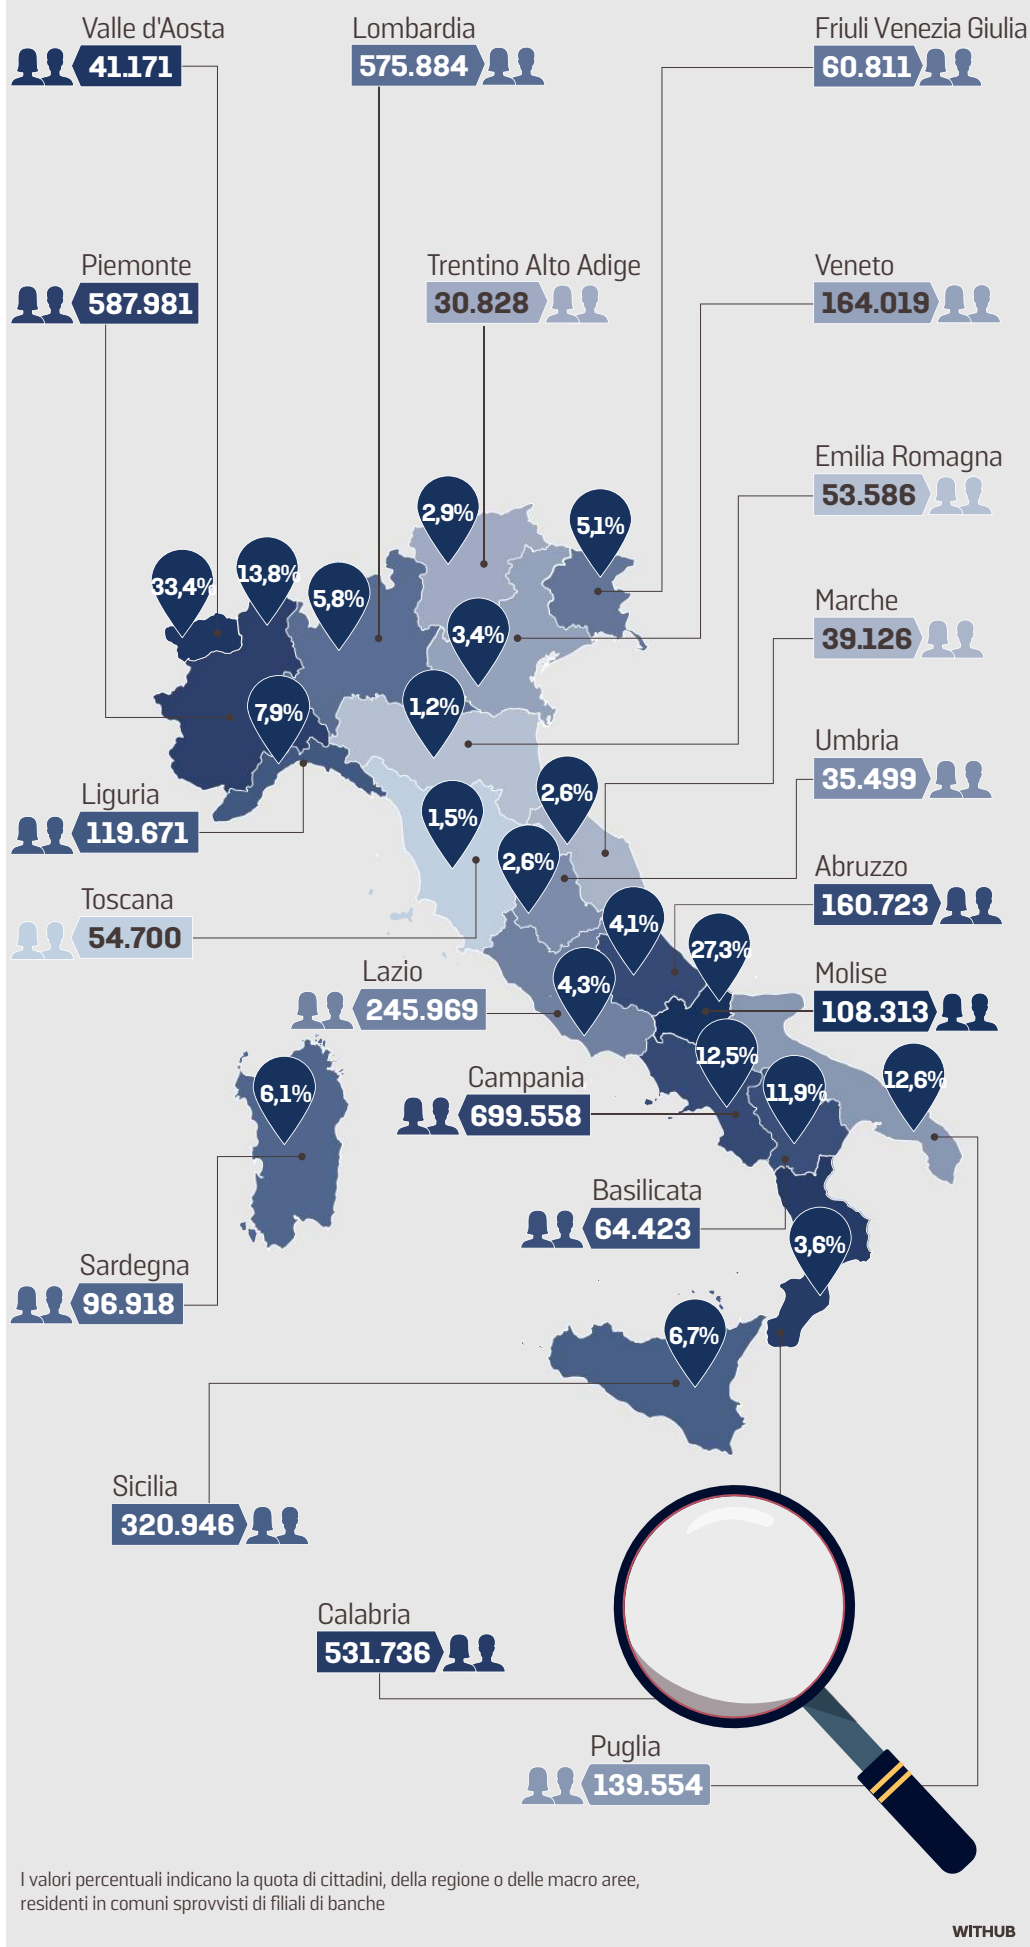 Valle d'Aosta
41.171
Lombardia
575.884
Friuli Venezia Giulia
60.811
Piemonte
587.981
Trentino Alto Adige
30.828
Veneto
164.019
Emilia Romagna
53.586
2,9%
5,1%
33,4%
13,8%
5,8%
3,4%
Marche
39.126
7,9%
1,2%
Umbria
35.499
Liguria
119.671
1,5%
2,6%
2,6%
Abruzzo
160.723
Toscana
54.700
4,1%
27,3%
Lazio
245.969
4,3%
Molise
108.313
12,5%
6,1%
Campania
699.558
11,9%
12,6%
Basilicata
64.423
3,6%
Sardegna
96.918
6,7%
Sicilia
320.946
Calabria
531.736
Puglia
139.554
I valori percentuali indicano la quota di cittadini, della regione o delle macro aree,
residenti in comuni sprovvisti di filiali di banche
WITHUB